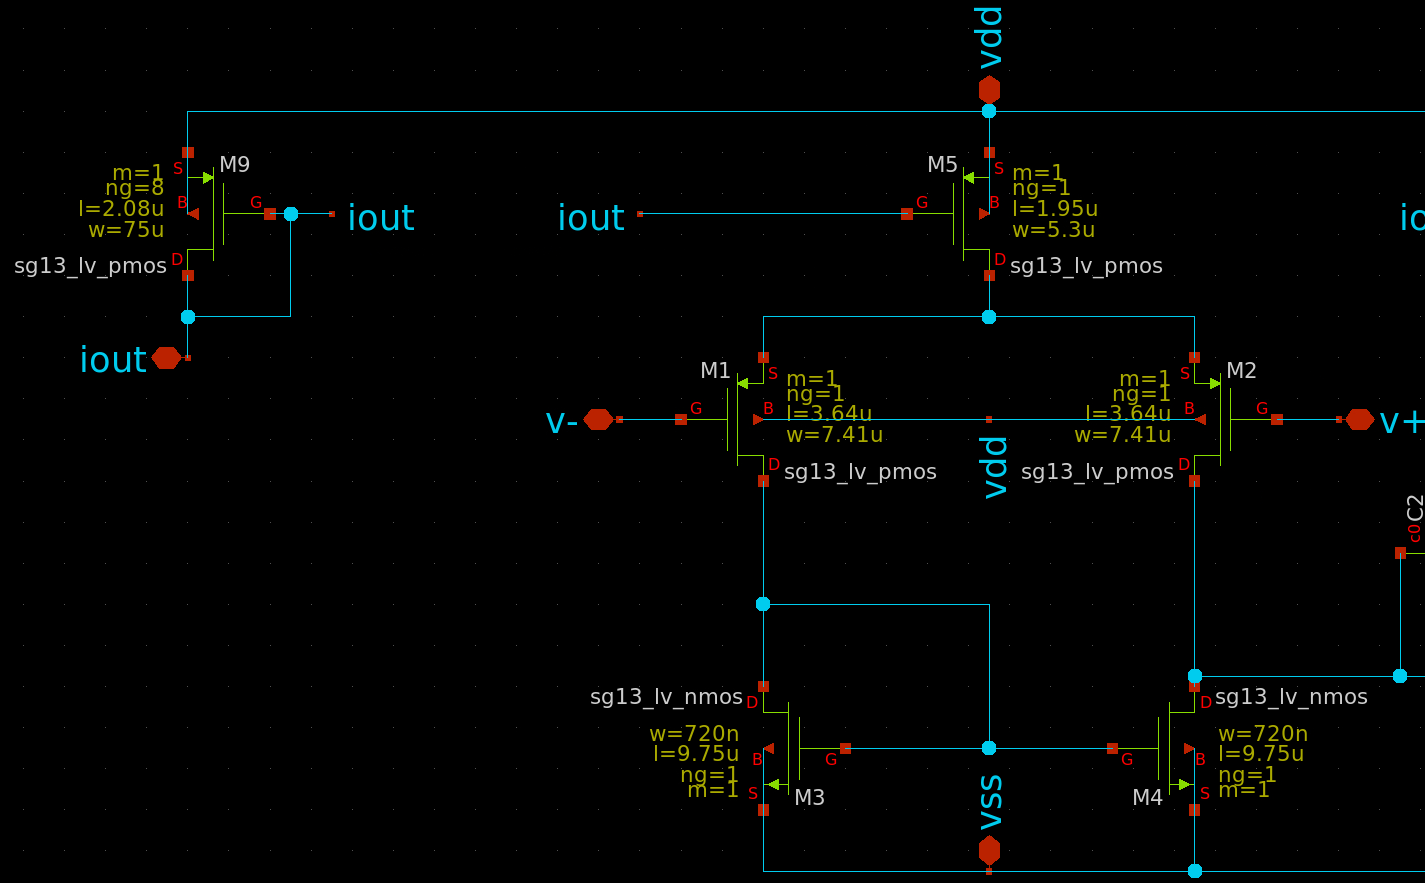 vdd
S
M9
m=1
ng=8
B
G
l=2.08u
w=75u
iout
sg13_lv_pmos
D
iout
M5
S
m=1
ng=1
iout
G
B
l=1.95u
w=5.3u
D
sg13_lv_pmos
io
M1
S
m=1
ng=1
v-
G
B
l=3.64u
w=7.41u
D
sg13_lv_pmos
vdd
S
M2
m=1
ng=1
B
G
l=3.64u
w=7.41u
v+
D
sg13_lv_pmos
C2
c0
sg13_lv_nmos
D
w=720n
l=9.75u
B
G
ng=1
m=1
S
M3
vss
D
sg13_lv_nmos
w=720n
l=9.75u
G
B
ng=1
m=1
M4
S